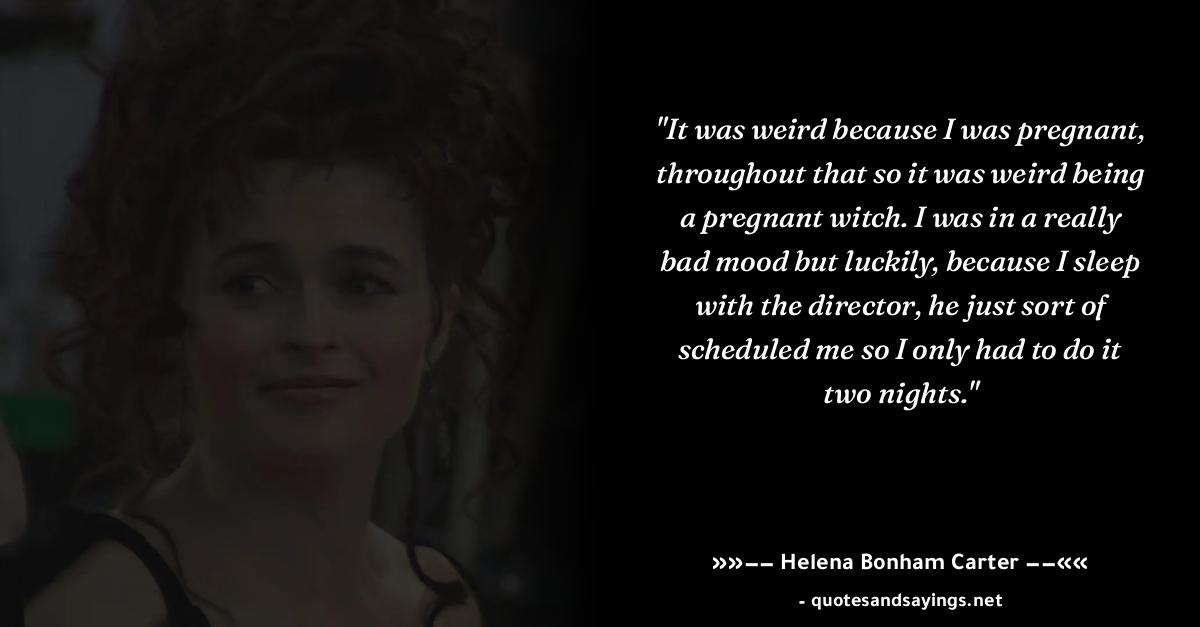 "It was weird because I was pregnant,
throughout that so it was weird being
a pregnant witch. I was in a really
bad mood but luckily, because I sleep
with the director, he just sort of
scheduled me so I only had to do it
two nights."
»»–– Helena Bonham Carter ––««
- quotesandsayings.net